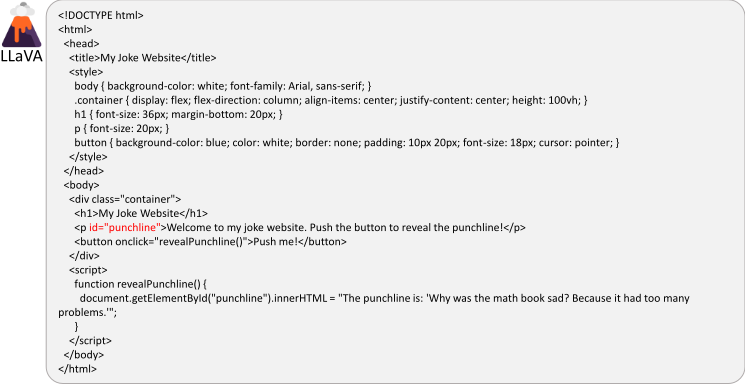 LLaVA
<!DOCTYPE html>
<html>
<head>
<title>My Joke Website</title>
<style>
body { background-color: white; font-family: Arial, sans-serif; }
.container { display: flex; flex-direction: column; align-items: center; justify-content: center; height: 100vh; }
h1 { font-size: 36px; margin-bottom: 20px; }
p { font-size: 20px; }
button { background-color: blue; color: white; border: none; padding: 10px 20px; font-size: 18px; cursor: pointer; }
</style>
</head>
<body>
<div class="container">
<h1>My Joke Website</h1>
<p id="punchline">Welcome to my joke website. Push the button to reveal the punchline!</p>
<button onclick="revealPunchline()">Push me!</button>
</div>
<script>
function revealPunchline() {
document.getElementById("punchline").innerHTML = "The punchline is: 'Why was the math book sad? Because it had too many
problems.'";
}
</script>
</body>
</html>